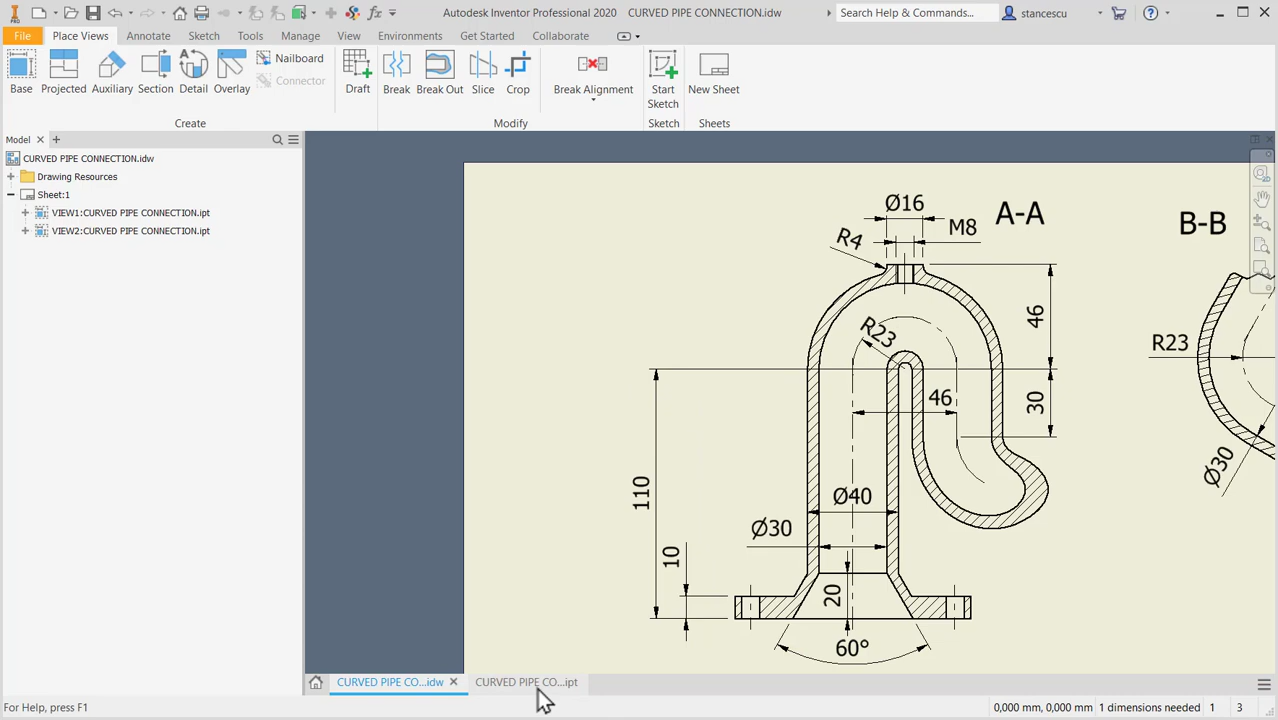 Autodesk Inventor Professional 2020 CURVED PIPE CONNECTION.idw
Search Help & Commands...
stancescu
PRO
File
Place Views
Annotate
Sketch
Tools
Manage
View
Environments
Get Started
Collaborate
Base
Projected
Auxiliary
Section
Detail
Overlay
Nailboard
Connector
Draft
Break
Break Out
Slice
Crop
Break Alignment
Start
Sketch
New Sheet
Create
Modify
Sketch
Sheets
Model
CURVED PIPE CONNECTION.idw
Drawing Resources
Sheet:1
VIEW1:CURVED PIPE CONNECTION.ipt
VIEW2:CURVED PIPE CONNECTION.ipt
Ø16
M8
A-A
B-B
R4
46
R23
R23
46
30
110
Ø40
Ø30
Ø30
10
20
60°
CURVED PIPE CO...idw
CURVED PIPE CO...ipt
For Help, press F1
0,000 mm, 0,000 mm
1 dimensions needed
1
3